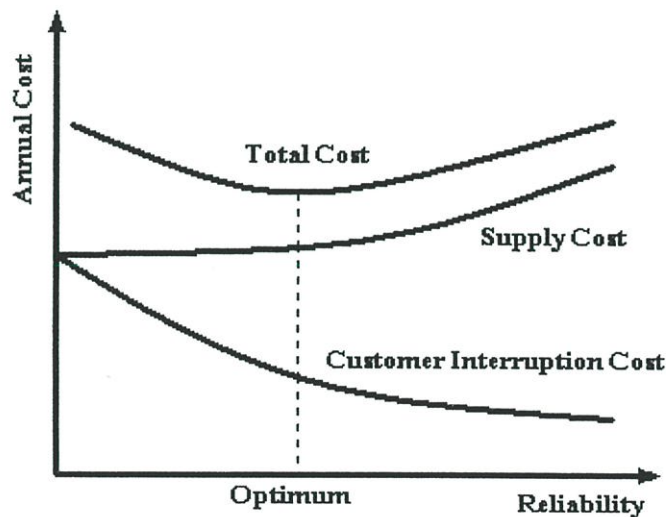 Annual Cost
Total Cost
Supply Cost
Customer Interruption Cost
Optimum
Reliability